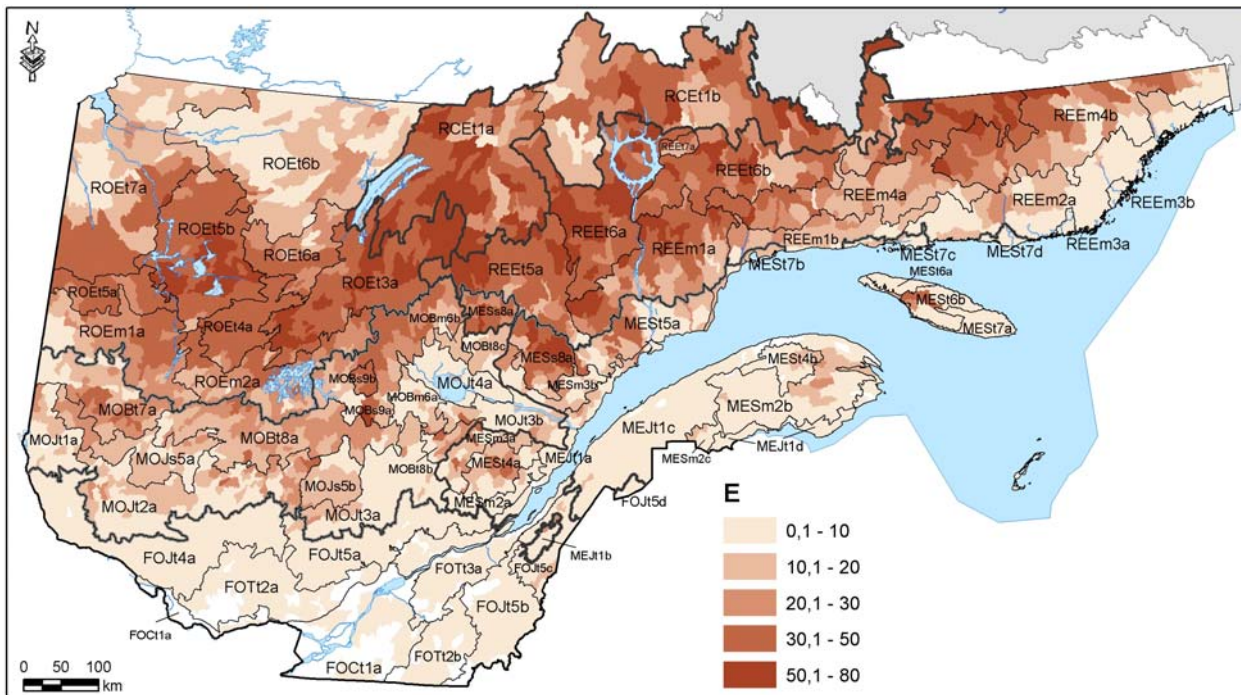 N
RCEt1b
RCEt1a
REEm4b
REEt7a
ROEt6b
ROEt7a
REEt6b
REEm4a
REEm2a
REEm3b
ROEt5b
REEt6a
ROEt6a
REEm1a
REEm1b
REEm3a
MESt7b
MESt7c
MESt7d
MESt6a
ROEt3a
REEt5a
ROEt5a
MESt6b
MOBm6b
MESs8a
MESt5a
MESt7a
ROEt4a
ROEm1a
MOBt8c
MESs8a
MESt4b
ROEm2a
MOBs9b
MOJt4a
MESm3b
MOBm6a
MESm2b
MOBt7a
MOBs9a
MOJt3b
MEJt1c
MOJt1a
MOBt8a
MESm3a
MEJt1d
MOJs5a
MOBt8b
MESt4a
MEJt1a
MESm2c
MOJs5b
MOJt2a
MESm2a
FOJt5d
MOJt3a
E
0,1 - 10
10,1 - 20
20,1 - 30
30,1 - 50
50,1 - 80
FOJt4a
FOJt5a
MEJt1b
FOTt3a
FOJt5c
FOTt2a
FOJt5b
FOCt1a
FOTt2b
FOCt1a
0 50 100
km